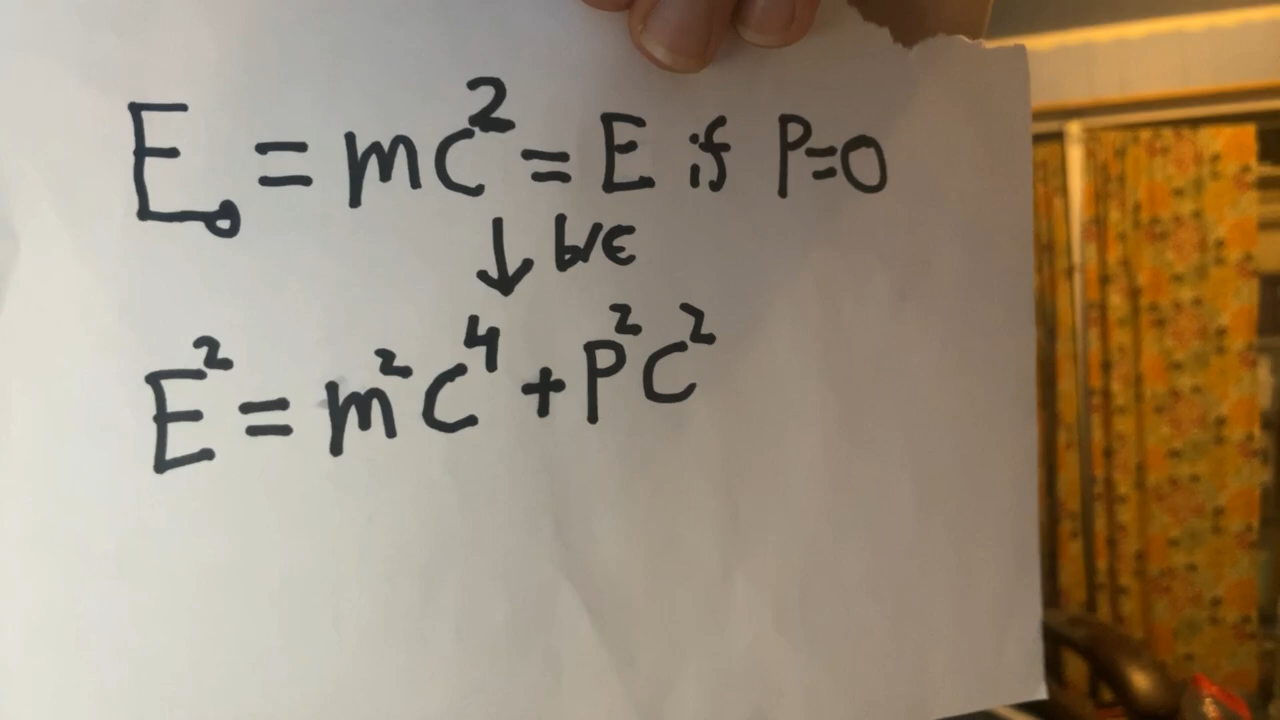 E₀ = mc² = E if P=0
↓ b/c
E² = m²c⁴ + P²c²